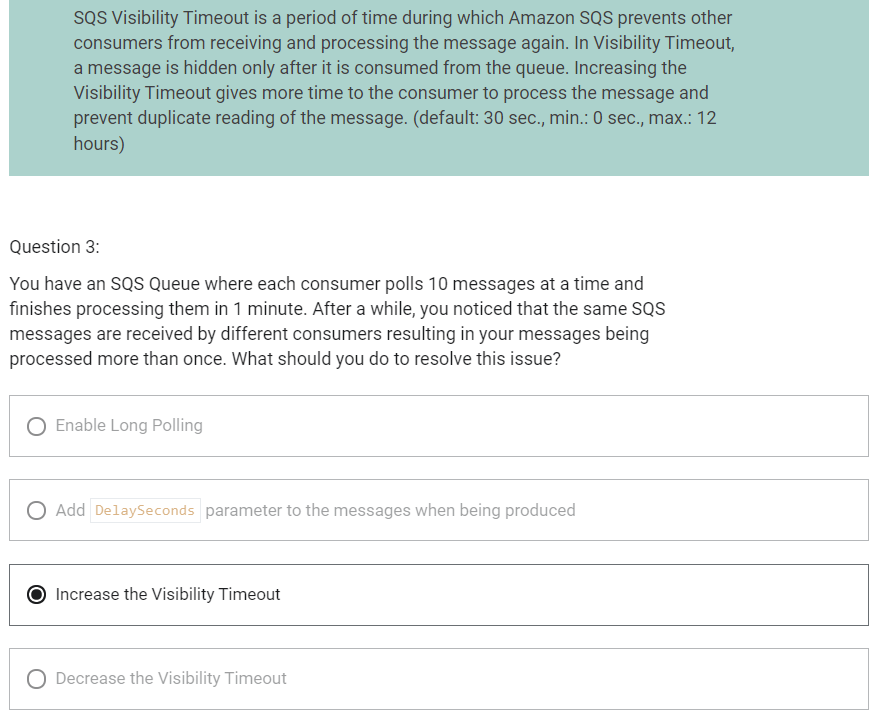 SQS Visibility Timeout is a period of time during which Amazon SQS prevents other
consumers from receiving and processing the message again. In Visibility Timeout,
a message is hidden only after it is consumed from the queue. Increasing the
Visibility Timeout gives more time to the consumer to process the message and
prevent duplicate reading of the message. (default: 30 sec., min.: 0 sec., max.: 12
hours)
Question 3:
You have an SQS Queue where each consumer polls 10 messages at a time and
finishes processing them in 1 minute. After a while, you noticed that the same SQS
messages are received by different consumers resulting in your messages being
processed more than once. What should you do to resolve this issue?
Enable Long Polling
Add DelaySeconds parameter to the messages when being produced
Increase the Visibility Timeout
Decrease the Visibility Timeout